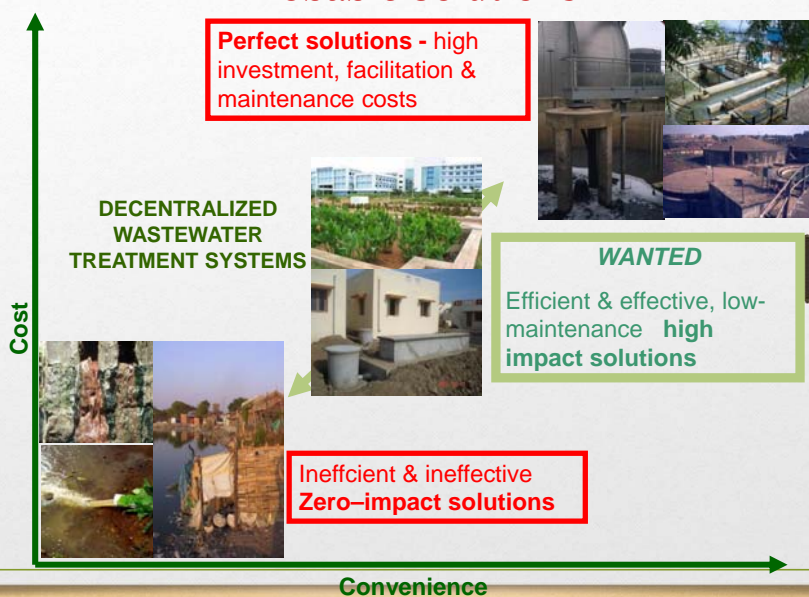 Perfect solutions - high
investment, facilitation &
maintenance costs
DECENTRALIZED
WASTEWATER
TREATMENT SYSTEMS
WANTED
Efficient & effective, low-
maintenance high
impact solutions
Cost
Ineffcient & ineffective
Zero–impact solutions
Convenience